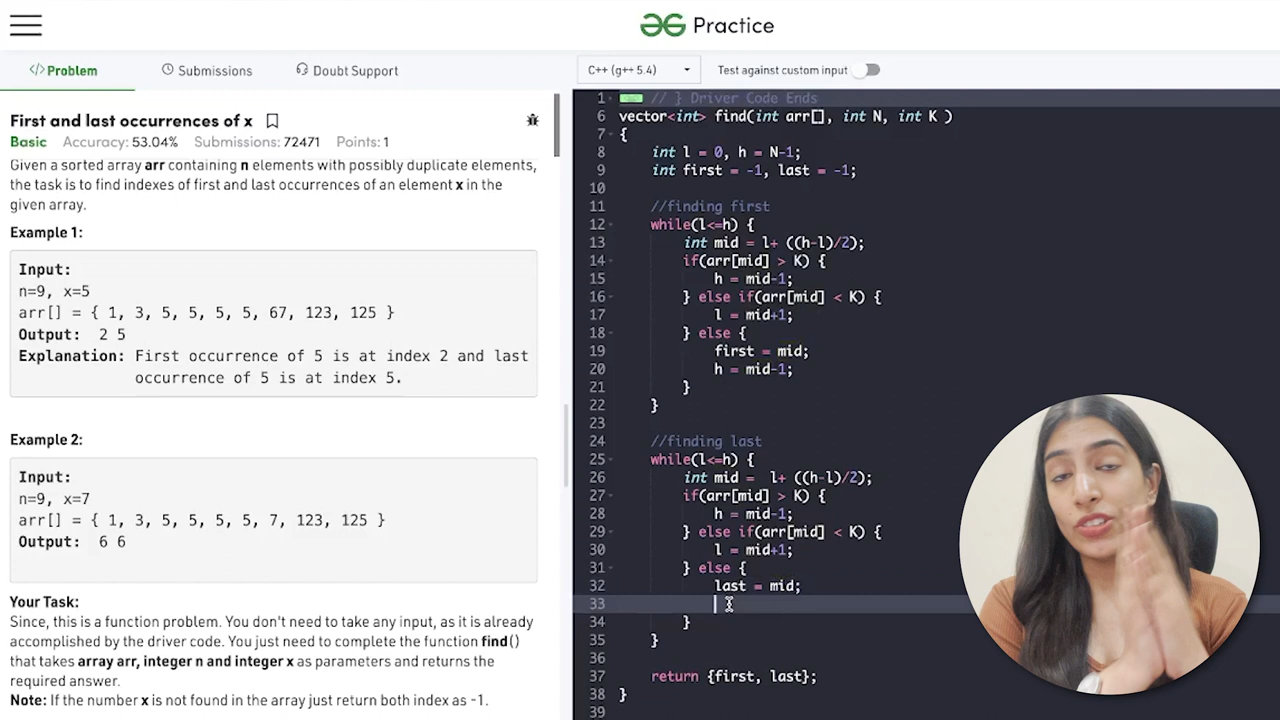 Practice
</> Problem
Submissions
Doubt Support
C++ (g++ 5.4)
Test against custom input
First and last occurrences of x
Basic Accuracy: 53.04% Submissions: 72471 Points: 1
Given a sorted array arr containing n elements with possibly duplicate elements,
the task is to find indexes of first and last occurrences of an element x in the
given array.
Example 1:
Input:
n=9, x=5
arr[] = { 1, 3, 5, 5, 5, 5, 67, 123, 125 }
Output:  2 5
Explanation: First occurrence of 5 is at index 2 and last
occurrence of 5 is at index 5.
Example 2:
Input:
n=9, x=7
arr[] = { 1, 3, 5, 5, 5, 5, 7, 123, 125 }
Output:  6 6
Your Task:
Since, this is a function problem. You don't need to take any input, as it is already
accomplished by the driver code. You just need to complete the function find()
that takes array arr, integer n and integer x as parameters and returns the
required answer.
Note: If the number x is not found in the array just return both index as -1.
1 // } Driver Code Ends
6 vector<int> find(int arr[], int N, int K )
7 {
8 int l = 0, h = N-1;
9 int first = -1, last = -1;
10
11 //finding first
12 while(l<=h) {
13 int mid = l+ ((h-l)/2);
14 if(arr[mid] > K) {
15 h = mid-1;
16 } else if(arr[mid] < K) {
17 l = mid+1;
18 } else {
19 first = mid;
20 h = mid-1;
21 }
22 }
23
24 //finding last
25 while(l<=h) {
26 int mid =  l+ ((h-l)/2);
27 if(arr[mid] > K) {
28 h = mid-1;
29 } else if(arr[mid] < K) {
30 l = mid+1;
31 } else {
32 last = mid;
33
34 }
35 }
36
37 return {first, last};
38 }
39